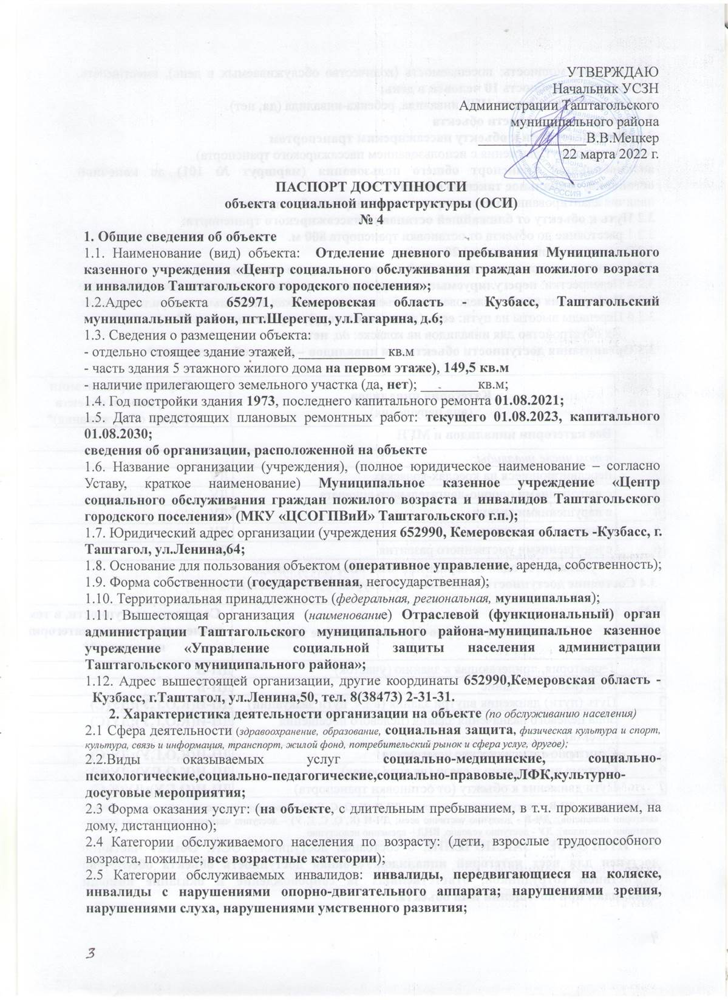 УТВЕРЖДАЮ
Начальник УСЗН
Администрации Таштагольского
муниципального района
_______________В.В.Мецкер
22 марта 2022 г.
ПАСПОРТ ДОСТУПНОСТИ
объекта социальной инфраструктуры (ОСИ)
№ 4
1. Общие сведения об объекте
1.1. Наименование (вид) объекта: Отделение дневного пребывания Муниципального
казенного учреждения «Центр социального обслуживания граждан пожилого возраста
и инвалидов Таштагольского городского поселения»;
1.2.Адрес объекта 652971, Кемеровская область - Кузбасс, Таштагольский
муниципальный район, пгт.Шерегеш, ул.Гагарина, д.6;
1.3. Сведения о размещении объекта:
- отдельно стоящее здание этажей, ____________ кв.м
- часть здания 5 этажного жилого дома на первом этаже), 149,5 кв.м
- наличие прилегающего земельного участка (да, нет); ________кв.м;
1.4. Год постройки здания 1973, последнего капитального ремонта 01.08.2021;
1.5. Дата предстоящих плановых ремонтных работ: текущего 01.08.2023, капитального
01.08.2030;
сведения об организации, расположенной на объекте
1.6. Название организации (учреждения), (полное юридическое наименование – согласно
Уставу, краткое наименование) Муниципальное казенное учреждение «Центр
социального обслуживания граждан пожилого возраста и инвалидов Таштагольского
городского поселения» (МКУ «ЦСОГПВиИ» Таштагольского г.п.);
1.7. Юридический адрес организации (учреждения 652990, Кемеровская область -Кузбасс, г.
Таштагол, ул.Ленина,64;
1.8. Основание для пользования объектом (оперативное управление, аренда, собственность);
1.9. Форма собственности (государственная, негосударственная);
1.10. Территориальная принадлежность (федеральная, региональная, муниципальная);
1.11. Вышестоящая организация (наименование) Отраслевой (функциональный) орган
администрации Таштагольского муниципального района-муниципальное казенное
учреждение «Управление социальной защиты населения администрации
Таштагольского муниципального района»;
1.12. Адрес вышестоящей организации, другие координаты 652990,Кемеровская область -
Кузбасс, г.Таштагол, ул.Ленина,50, тел. 8(38473) 2-31-31.
2. Характеристика деятельности организации на объекте (по обслуживанию населения)
2.1 Сфера деятельности (здравоохранение, образование, социальная защита, физическая культура и спорт,
культура, связь и информация, транспорт, жилой фонд, потребительский рынок и сфера услуг, другое);
2.2.Виды оказываемых услуг социально-медицинские, социально-
психологические,социально-педагогические,социально-правовые,ЛФК,культурно-
досуговые мероприятия;
2.3 Форма оказания услуг: (на объекте, с длительным пребыванием, в т.ч. проживанием, на
дому, дистанционно);
2.4 Категории обслуживаемого населения по возрасту: (дети, взрослые трудоспособного
возраста, пожилые; все возрастные категории);
2.5 Категории обслуживаемых инвалидов: инвалиды, передвигающиеся на коляске,
инвалиды с нарушениями опорно-двигательного аппарата; нарушениями зрения,
нарушениями слуха, нарушениями умственного развития;
3